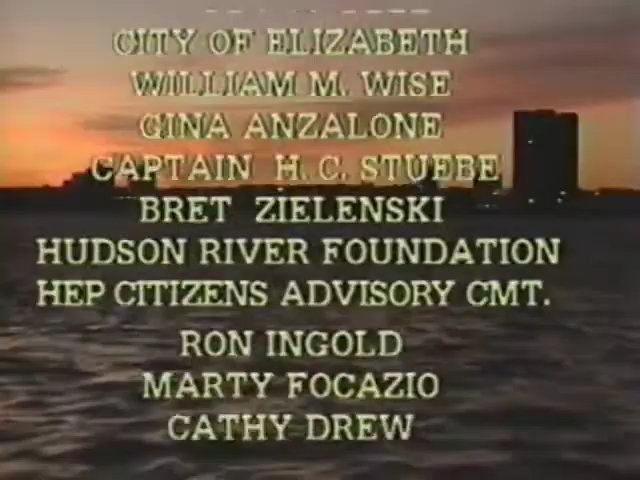 CITY OF ELIZABETH
WILLIAM M. WISE
GINA ANZALONE
CAPTAIN H. C. STUEBE
BRET ZIELENSKI
HUDSON RIVER FOUNDATION
HEP CITIZENS ADVISORY CMT.
RON INGOLD
MARTY FOCAZIO
CATHY DREW